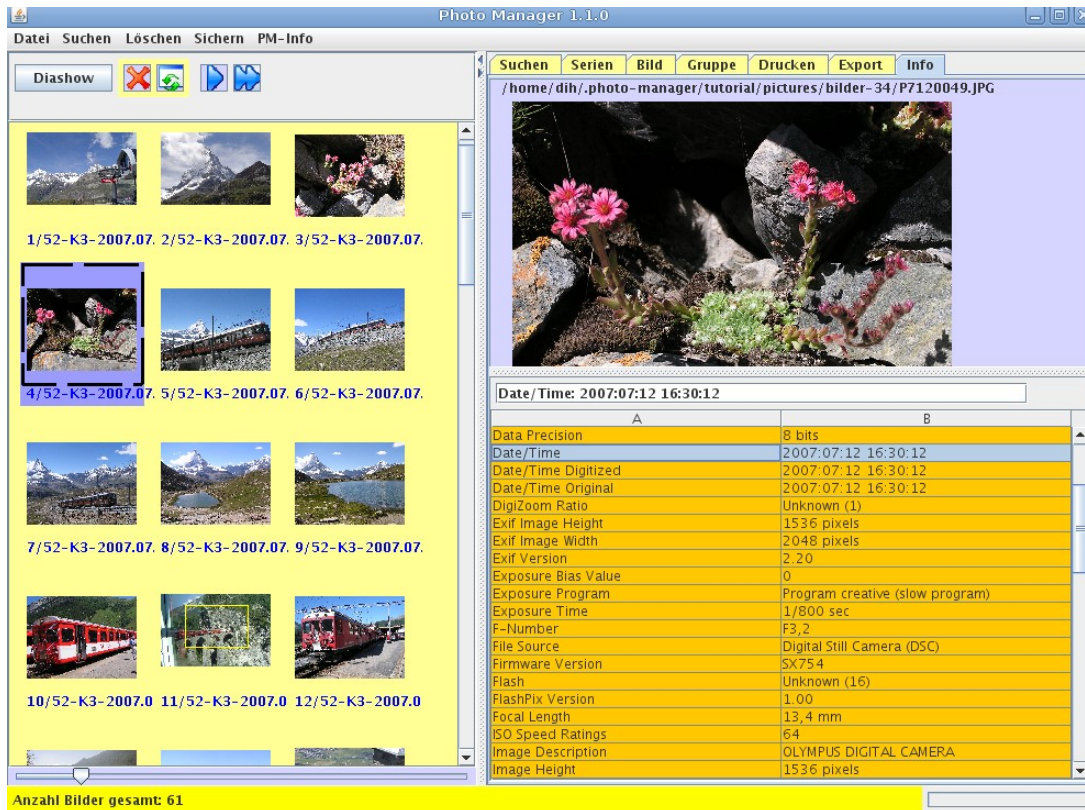 Photo Manager 1.1.0
Datei Suchen Löschen Sichern PM-Info
Diashow
1/52-K3-2007.07. 2/52-K3-2007.07. 3/52-K3-2007.07.
4/52-K3-2007.07. 5/52-K3-2007.07. 6/52-K3-2007.07.
7/52-K3-2007.07. 8/52-K3-2007.07. 9/52-K3-2007.07.
10/52-K3-2007.0 11/52-K3-2007.0 12/52-K3-2007.0
Suchen Serien Bild Gruppe Drucken Export Info
/home/dih/.photo-manager/tutorial/pictures/bilder-34/P7120049.JPG
Date/Time: 2007:07:12 16:30:12
A B
Data Precision 8 bits
Date/Time 2007:07:12 16:30:12
Date/Time Digitized 2007:07:12 16:30:12
Date/Time Original 2007:07:12 16:30:12
DigiZoom Ratio Unknown (1)
Exif Image Height 1536 pixels
Exif Image Width 2048 pixels
Exif Version 2.20
Exposure Bias Value 0
Exposure Program Program creative (slow program)
Exposure Time 1/800 sec
F-Number F3,2
File Source Digital Still Camera (DSC)
Firmware Version SX754
Flash Unknown (16)
FlashPix Version 1.00
Focal Length 13,4 mm
ISO Speed Ratings 64
Image Description OLYMPUS DIGITAL CAMERA
Image Height 1536 pixels
Anzahl Bilder gesamt: 61